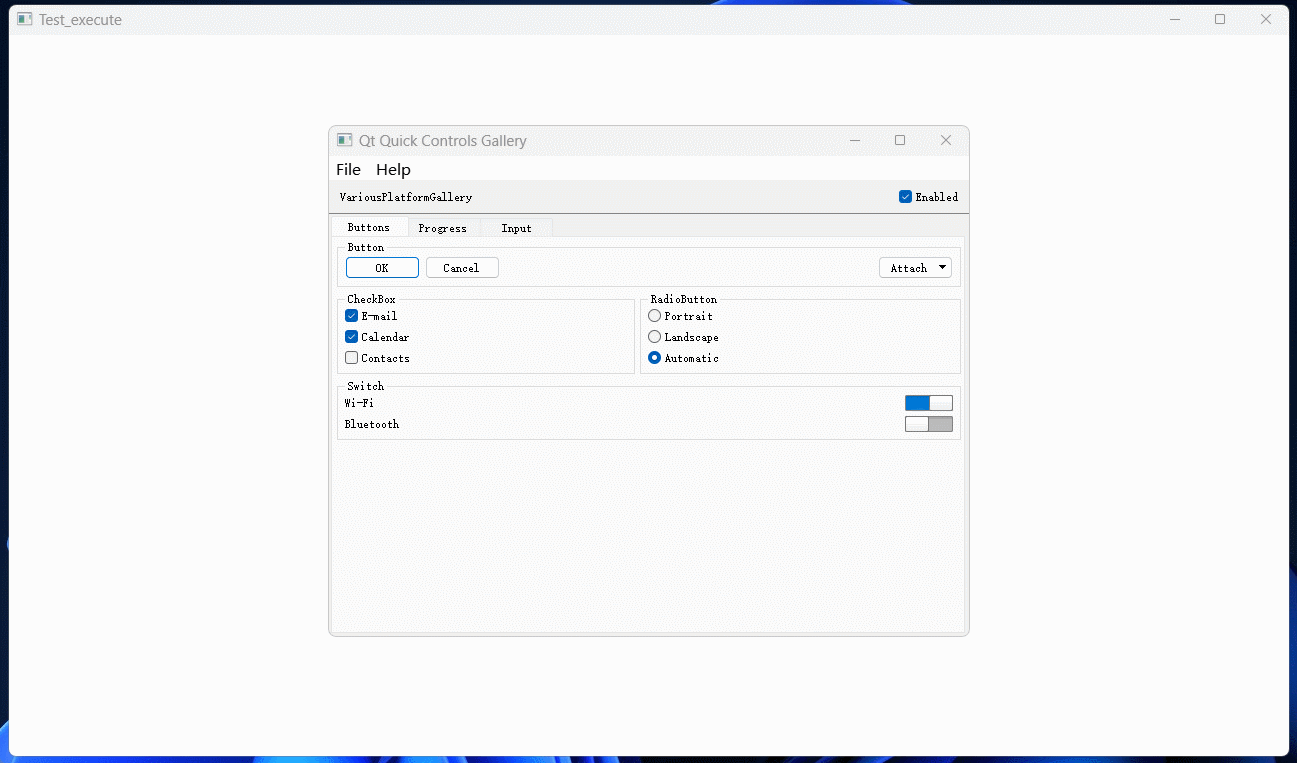 Test_execute
Qt Quick Controls Gallery
File Help
VariousPlatformGallery Enabled
Buttons Progress Input
Button
OK Cancel Attach
CheckBox RadioButton
E-mail Portrait
Calendar Landscape
Contacts Automatic
Switch
Wi-Fi
Bluetooth